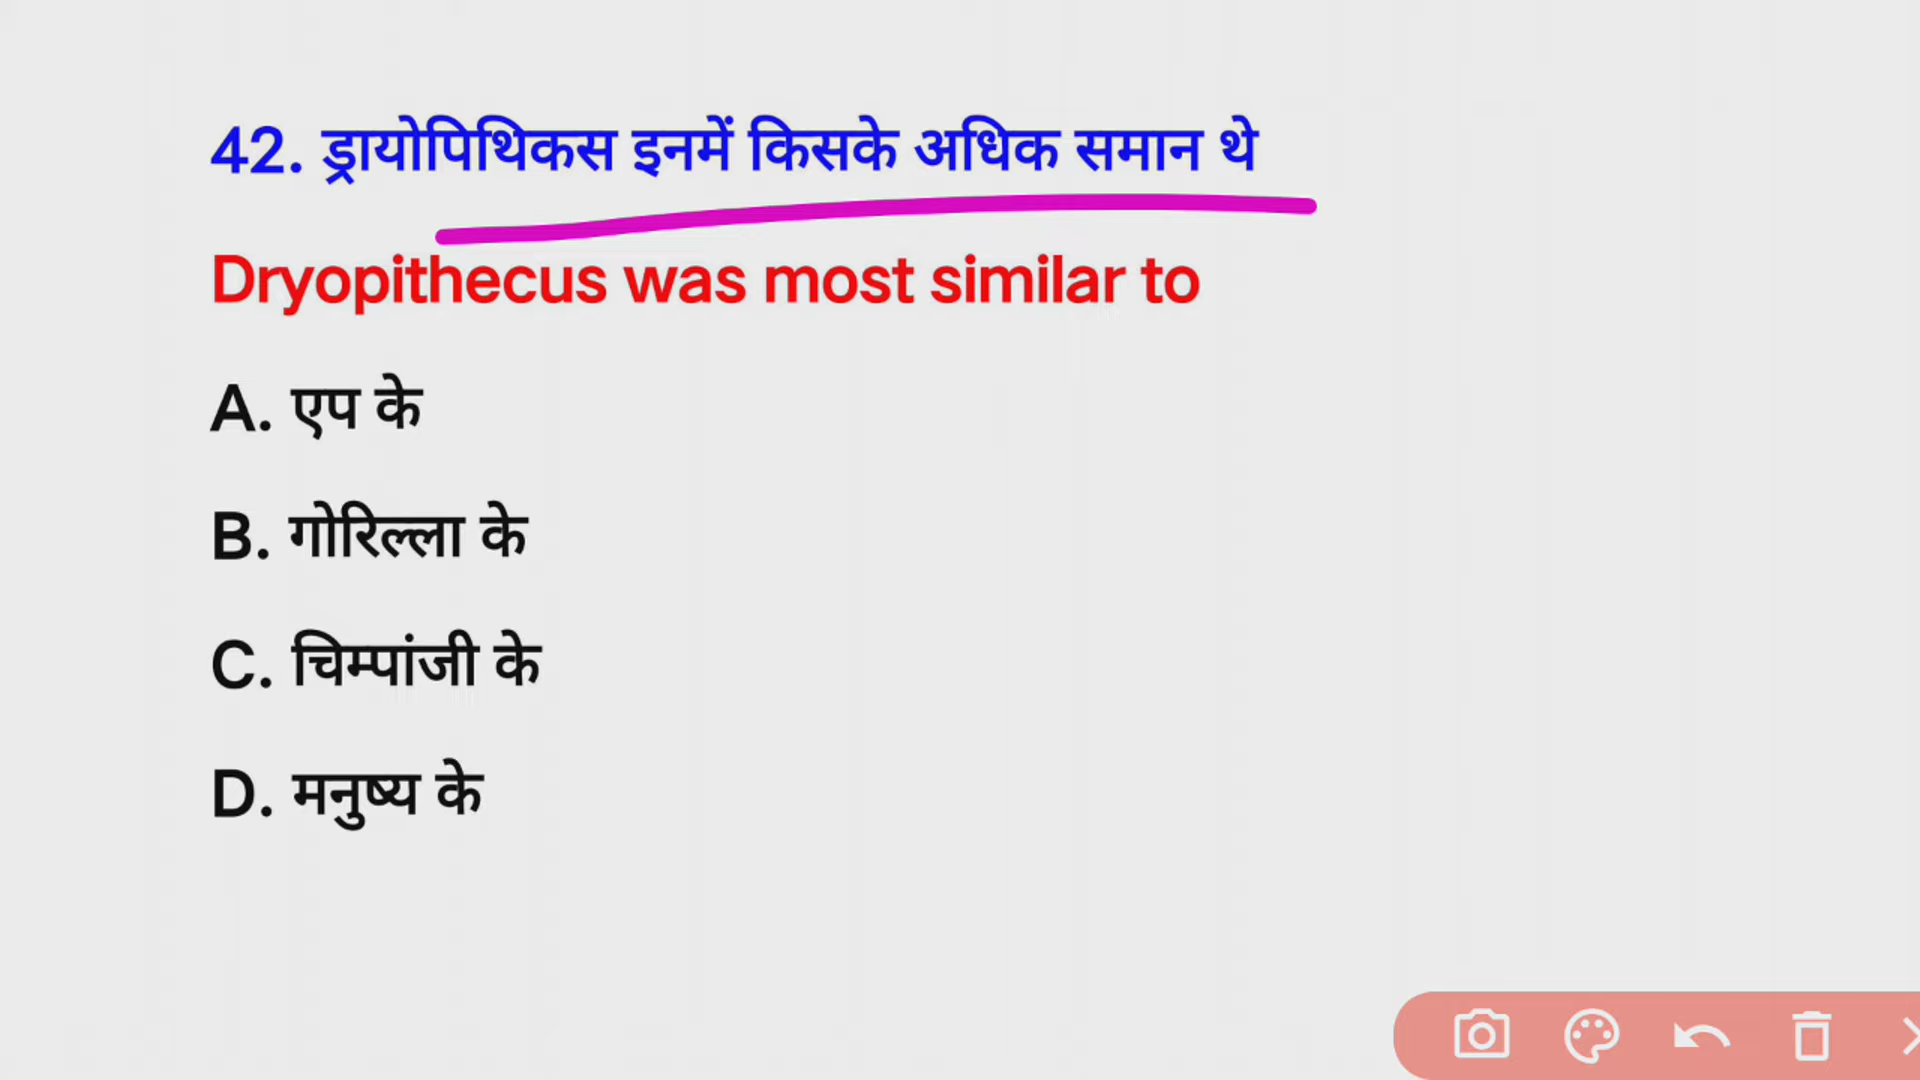 42. ड्रायोपिथिकस इनमें किसके अधिक समान थे
Dryopithecus was most similar to
A. एप के
B. गोरिल्ला के
C. चिम्पांजी के
D. मनुष्य के